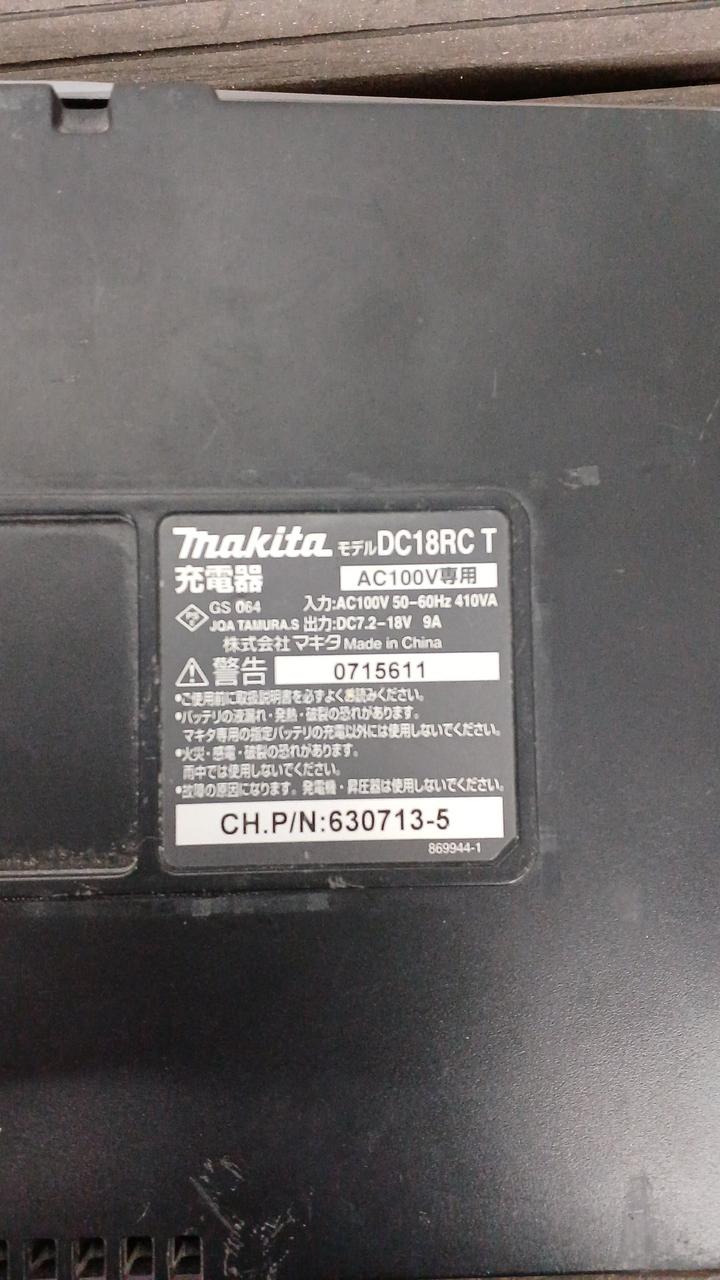 makita モデルDC18RC T
充電器 AC100V専用
PS E GS 064 入力:AC100V 50-60Hz 410VA
JQA TAMURA.S 出力:DC7.2-18V 9A
株式会社マキタ Made in China
警告 0715611
•ご使用前に取扱説明書を必ずよくお読みください。
•バッテリの液漏れ・発熱・破裂の恐れがあります。
マキタ専用の指定バッテリの充電以外には使用しないでください。
•火災・感電・破裂の恐れがあります。
雨中では使用しないでください。
•故障の原因になります。発電機・昇圧器は使用しないでください。
CH.P/N:630713-5
869944-1